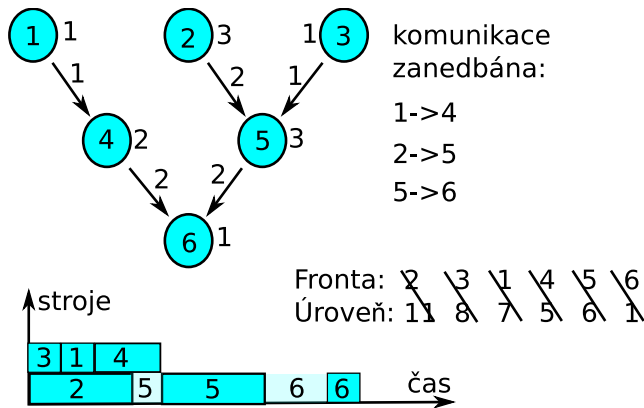 1 1 2 3 1 3
komunikace
zanedbána:
1 2 1
1->4
4 2 5 3
2->5
2 2
5->6
6 1
Fronta: 2 3 1 4 5 6
Úroveň: 11 8 7 5 6 1
stroje
3 1 4
2 5 5 6 6
čas